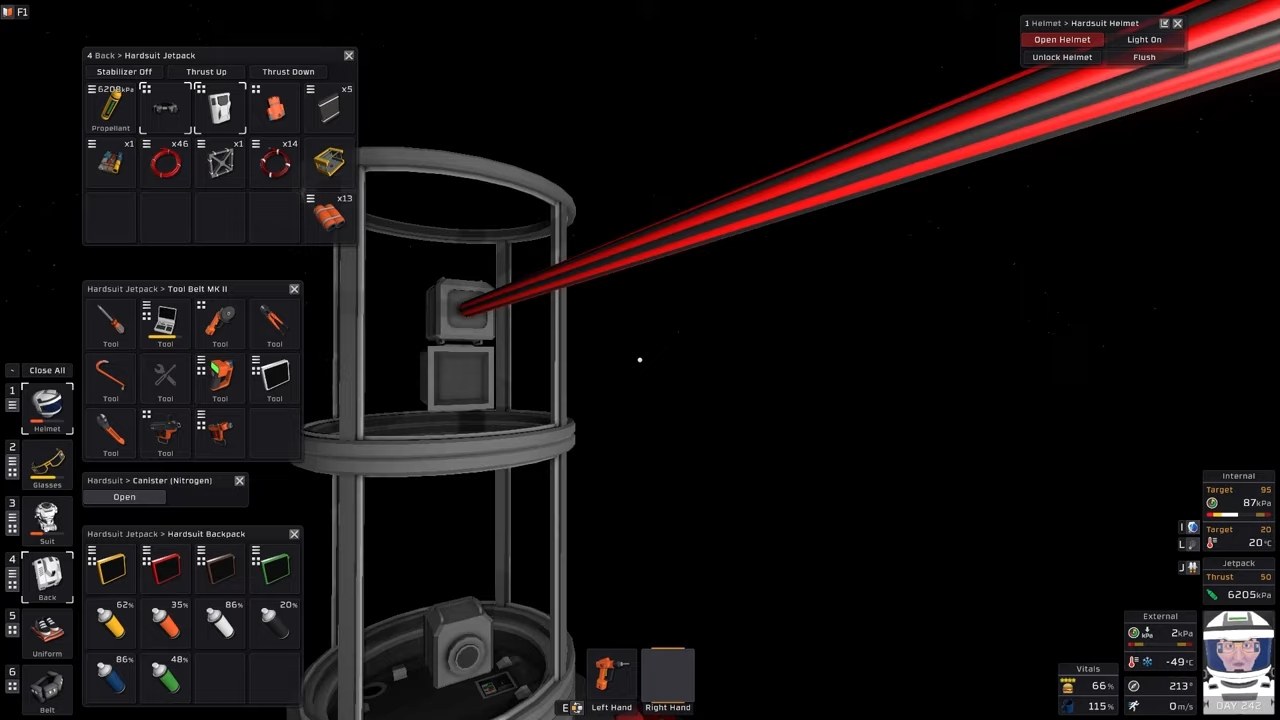 F1
4 Back > Hardsuit Jetpack
Stabilizer Off Thrust Up Thrust Down
x5
Propellant
x1 x46 x1 x14
x13
Hardsuit Jetpack > Tool Belt MK II
Tool Tool Tool Tool
Tool Tool Tool Tool
Tool Tool Tool
Hardsuit > Canister (Nitrogen)
Open
Hardsuit Jetpack > Hardsuit Backpack
62% 35% 86% 20%
86% 48%
~ Close All
1 Helmet
2 Glasses
3 Suit
4 Back
5 Uniform
6 Belt
1 Helmet > Hardsuit Helmet
Open Helmet Light On
Unlock Helmet Flush
E Left Hand Right Hand
Internal
Target 95
87kPa
Target 20
20°C
I
L
J
Jetpack
Thrust 50
6205kPa
External
kPa 2kPa
-49°C
213°
0m/s
Vitals
66%
115%
DAY 242